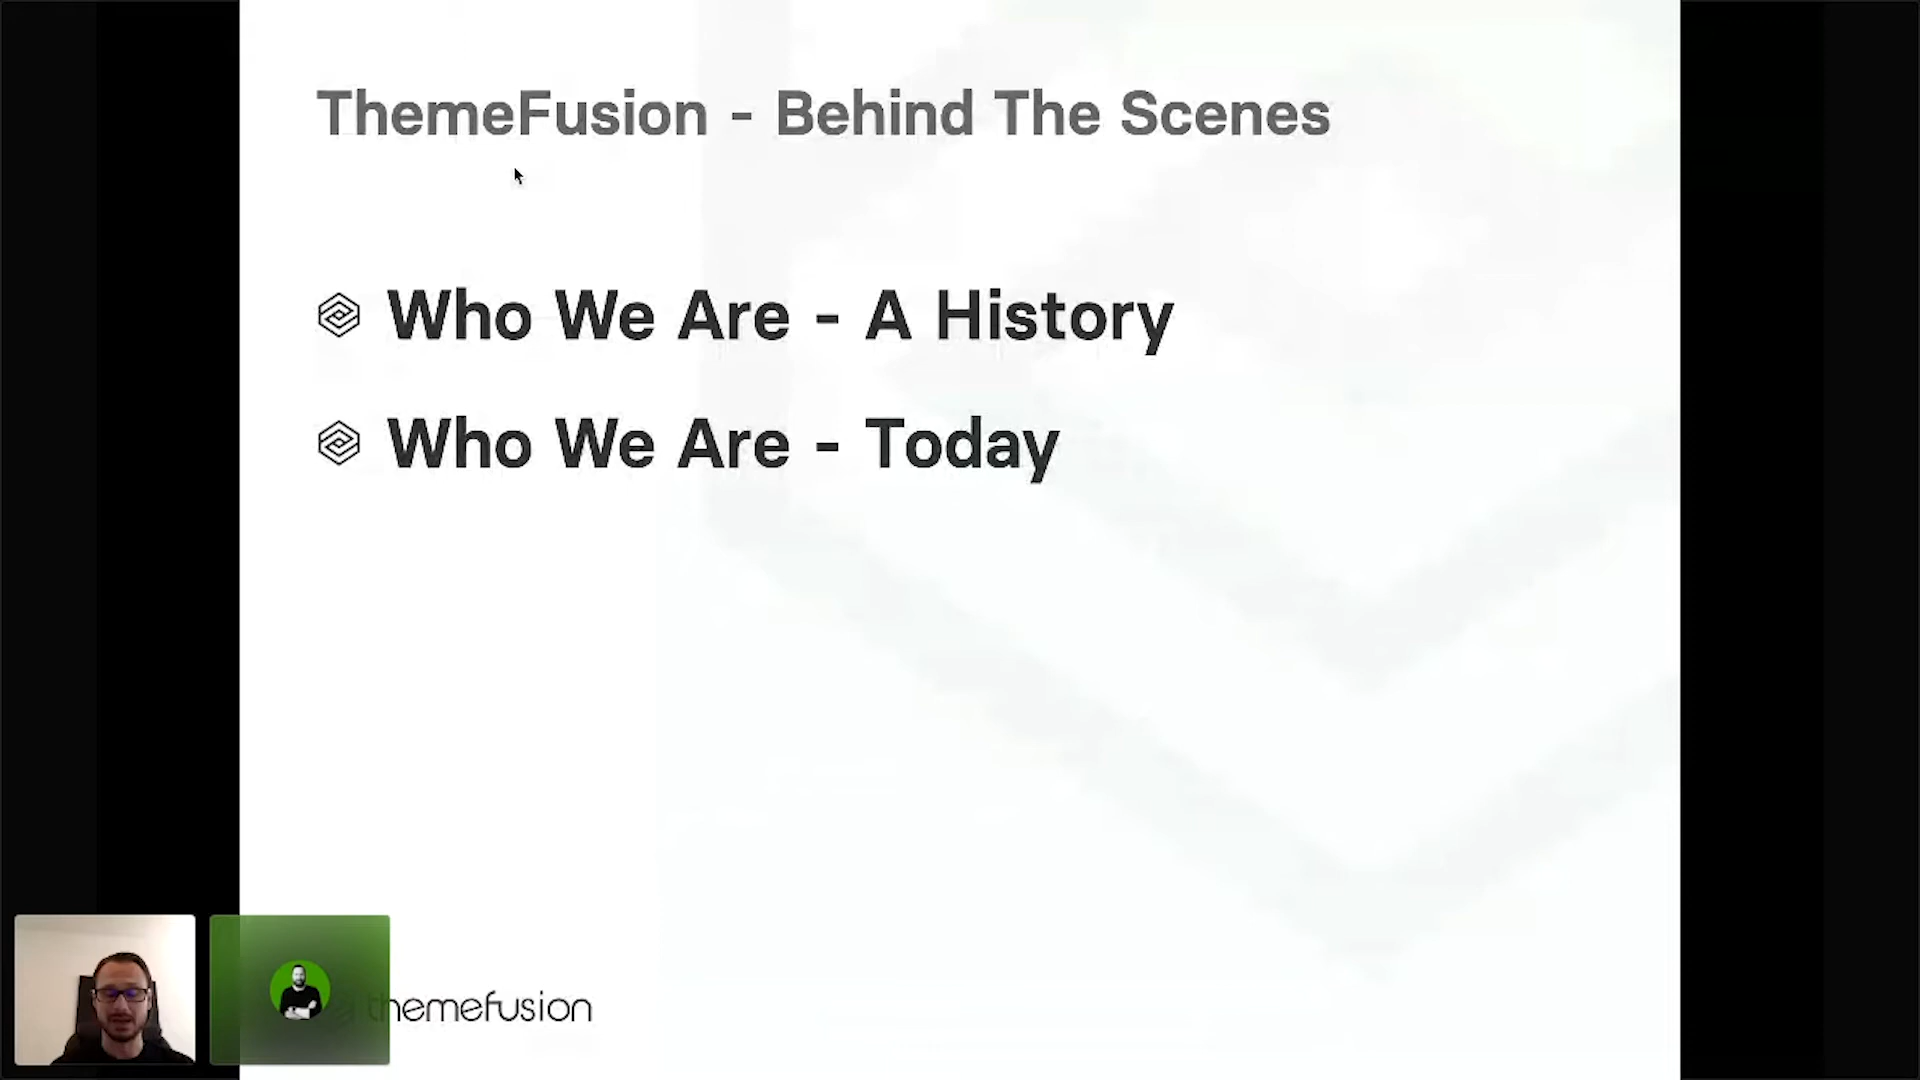 ThemeFusion - Behind The Scenes
Who We Are - A History
Who We Are - Today
themefusion